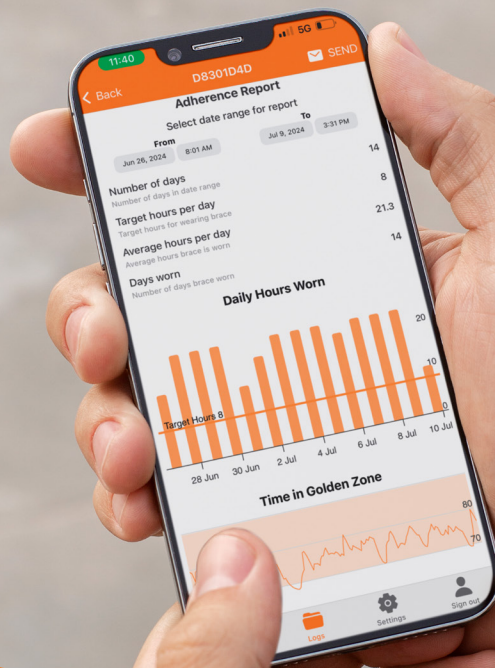 11:40
5G
Back
D8301D4D
SEND
Adherence Report
Select date range for report
From
To
Jun 26, 2024
8:01 AM
Jul 9, 2024
3:31 PM
Number of days
Number of days in date range
14
Target hours per day
Target hours for wearing brace
8
Average hours per day
Average hours brace is worn
21.3
Days worn
Number of days brace worn
14
Daily Hours Worn
20
10
0
Target Hours 8
28 Jun
30 Jun
2 Jul
4 Jul
6 Jul
8 Jul
10 Jul
Time in Golden Zone
80
70
Logs
Settings
Sign out